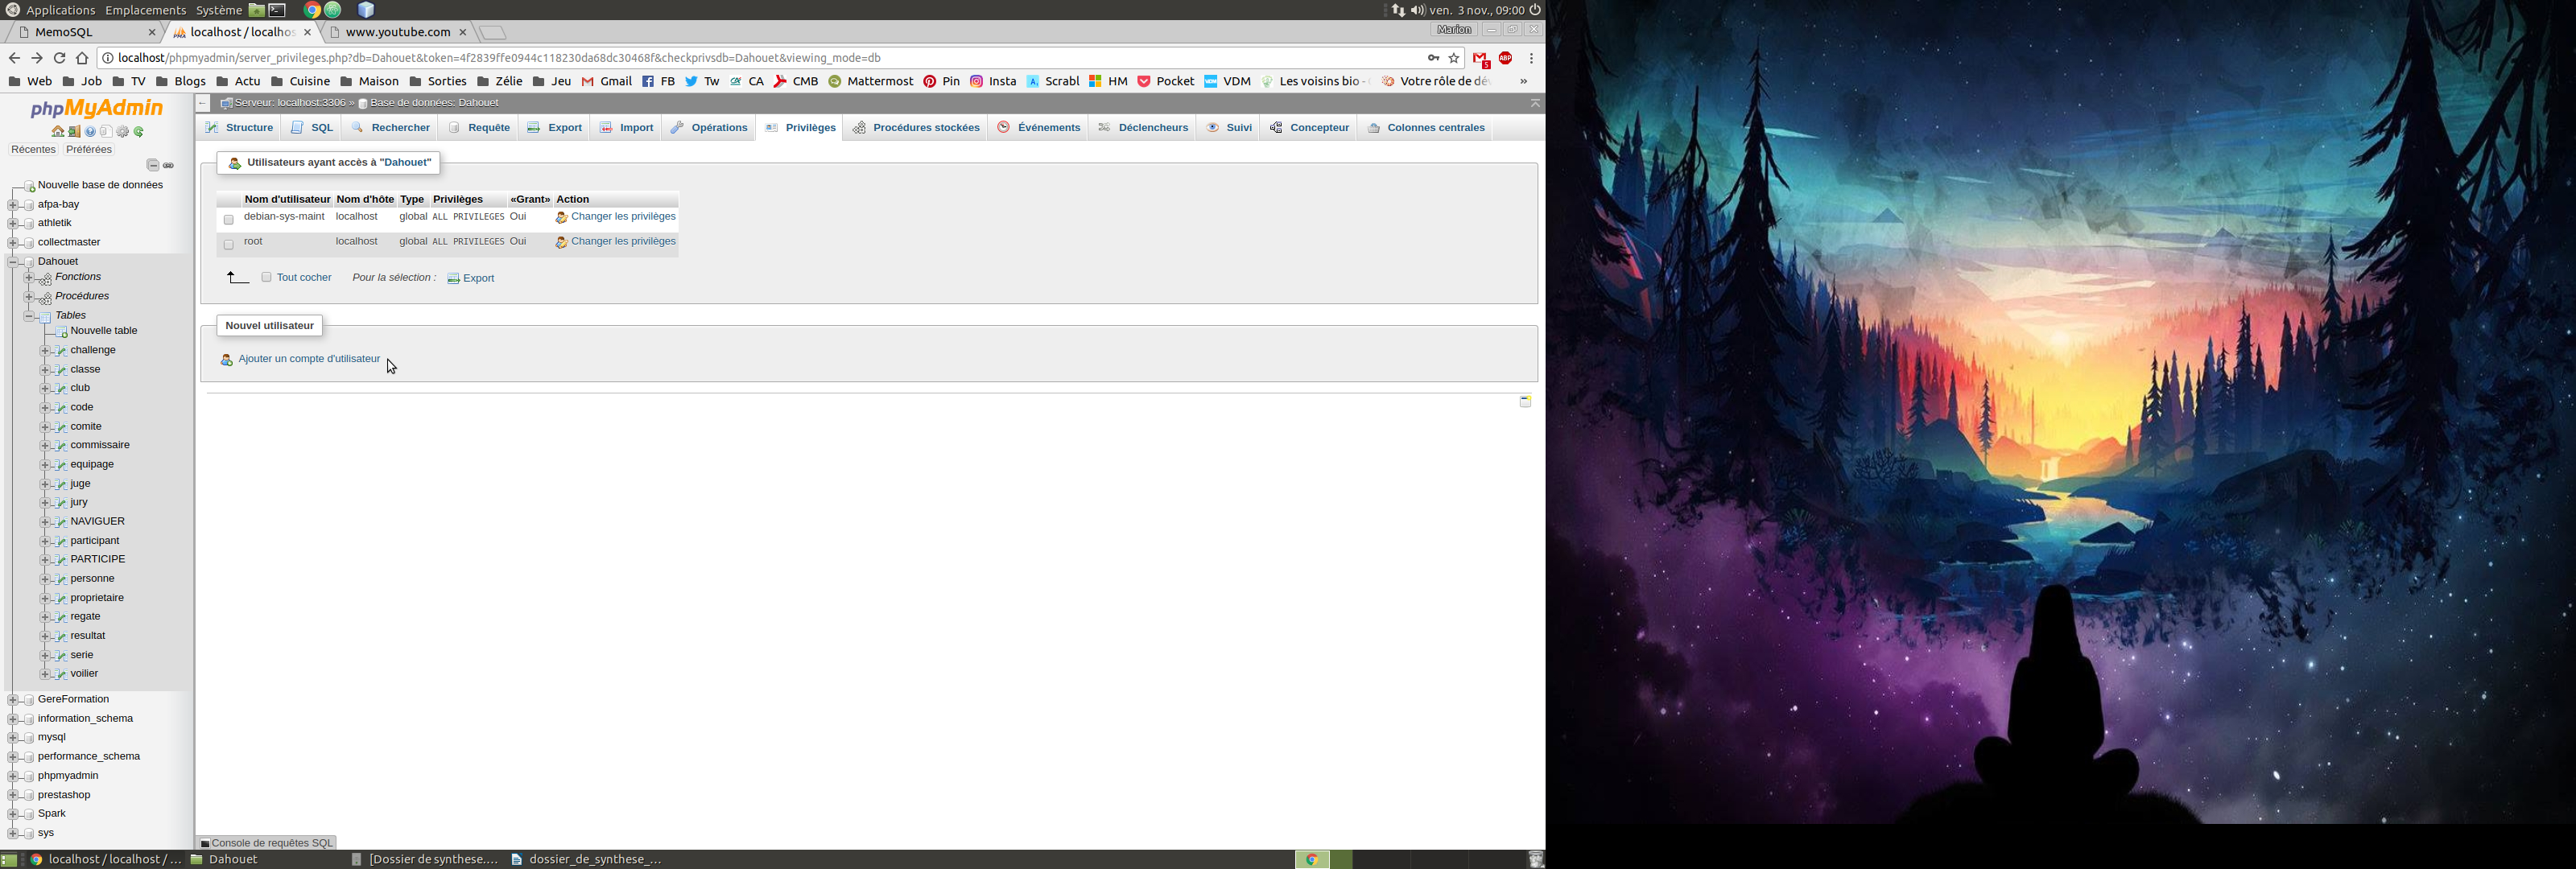 Applications Emplacements Système
ven. 3 nov., 09:00
MemoSQL
localhost / localhos
www.youtube.com
Marion
localhost/phpmyadmin/server_privileges.php?db=Dahouet&token=4f2839ffe0944c118230da68dc30468f&checkprivsdb=Dahouet&viewing_mode=db
5
ABP
Web Job TV Blogs Actu Cuisine Maison Sorties Zélie Jeu Gmail FB Tw CA CMB Mattermost Pin Insta Scrabl HM Pocket VDM Les voisins bio - Votre rôle de dév »
phpMyAdmin
Récentes Préférées
Nouvelle base de données
afpa-bay
athletik
collectmaster
Dahouet
Fonctions
Procédures
Tables
Nouvelle table
challenge
classe
club
code
comite
commissaire
equipage
juge
jury
NAVIGUER
participant
PARTICIPE
personne
proprietaire
regate
resultat
serie
voilier
GereFormation
information_schema
mysql
performance_schema
phpmyadmin
prestashop
Spark
sys
Serveur: localhost:3306 » Base de données: Dahouet
Structure SQL Rechercher Requête Export Import Opérations Privilèges Procédures stockées Événements Déclencheurs Suivi Concepteur Colonnes centrales
Utilisateurs ayant accès à "Dahouet"
Nom d'utilisateur Nom d'hôte Type Privilèges «Grant» Action
debian-sys-maint localhost global ALL PRIVILEGES Oui Changer les privilèges
root localhost global ALL PRIVILEGES Oui Changer les privilèges
Tout cocher Pour la sélection : Export
Nouvel utilisateur
Ajouter un compte d'utilisateur
Console de requêtes SQL
localhost / localhost / ...
Dahouet
[Dossier de synthese....
dossier_de_synthese_...